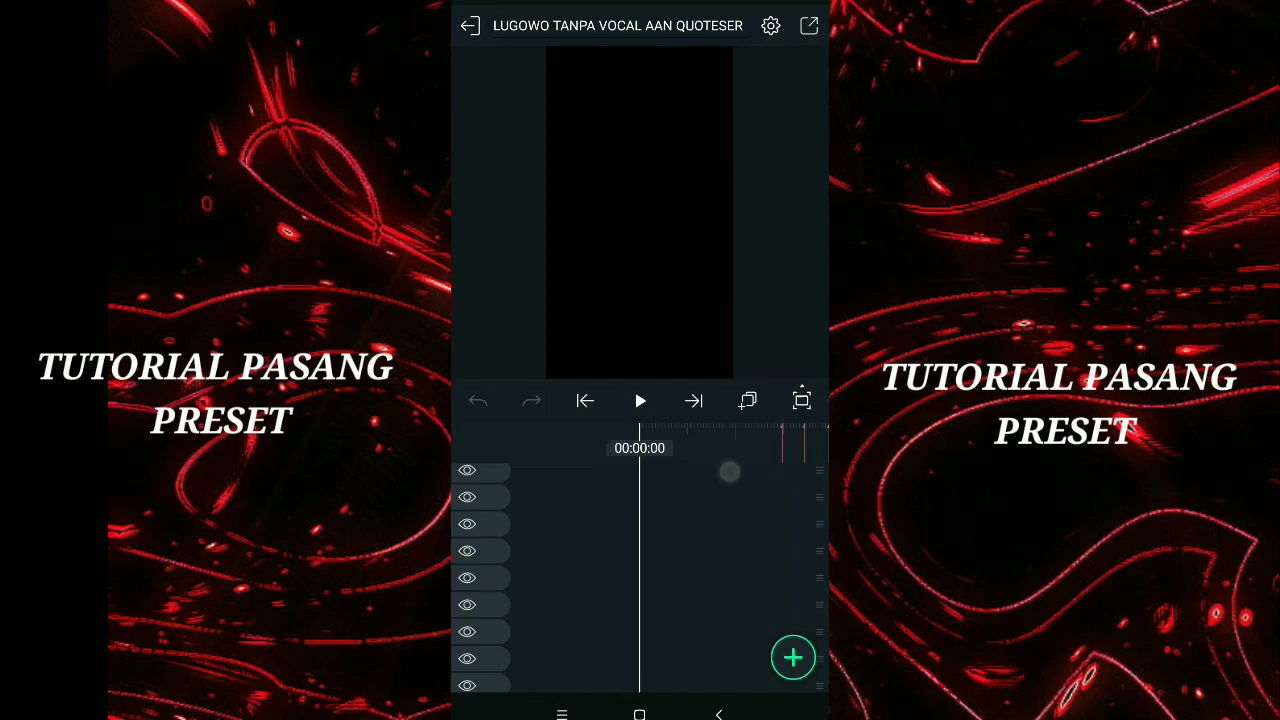 LUGOWO TANPA VOCAL AAN QUOTESER
TUTORIAL PASANG
PRESET
TUTORIAL PASANG
PRESET
00:00:00